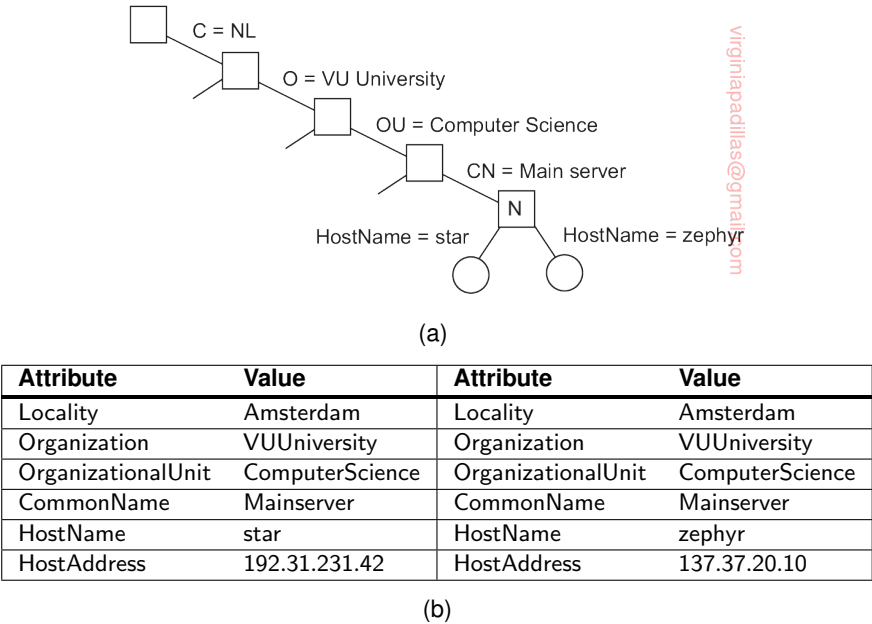 C = NL
O = VU University
OU = Computer Science
CN = Main server
N
HostName = star
HostName = zephyr
virginiapadillas@gmail.com
(a)
Attribute Value Attribute Value
Locality Amsterdam Locality Amsterdam
Organization VUUniversity Organization VUUniversity
OrganizationalUnit ComputerScience OrganizationalUnit ComputerScience
CommonName Mainserver CommonName Mainserver
HostName star HostName zephyr
HostAddress 192.31.231.42 HostAddress 137.37.20.10
(b)